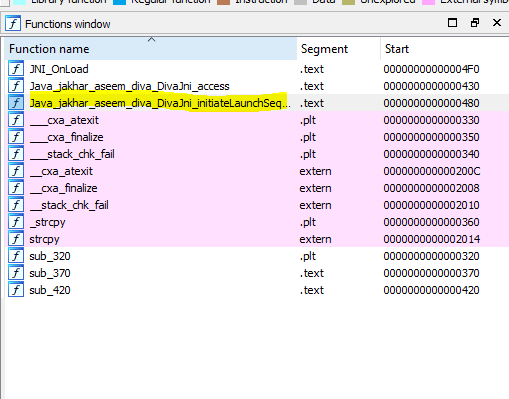 Library function Regular function Instruction Data Unexplored External symb
Functions window
Function name Segment Start
f JNI_OnLoad .text 00000000000004F0
f Java_jakhar_aseem_diva_DivaJni_access .text 0000000000000430
f Java_jakhar_aseem_diva_DivaJni_initiateLaunchSeq... .text 0000000000000480
f ___cxa_atexit .plt 0000000000000330
f ___cxa_finalize .plt 0000000000000350
f ___stack_chk_fail .plt 0000000000000340
f __cxa_atexit extern 000000000000200C
f __cxa_finalize extern 0000000000002008
f __stack_chk_fail extern 0000000000002010
f _strcpy .plt 0000000000000360
f strcpy extern 0000000000002014
f sub_320 .plt 0000000000000320
f sub_370 .text 0000000000000370
f sub_420 .text 0000000000000420